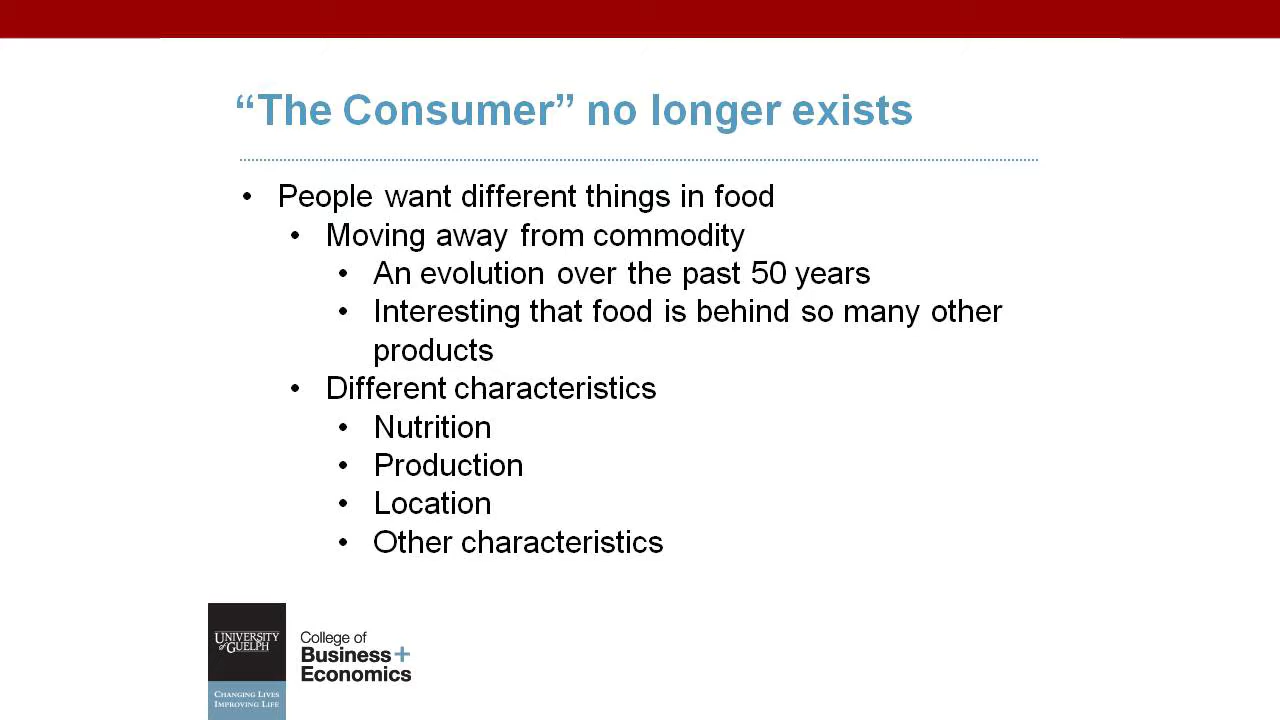 “The Consumer” no longer exists
• People want different things in food
• Moving away from commodity
• An evolution over the past 50 years
• Interesting that food is behind so many other
products
• Different characteristics
• Nutrition
• Production
• Location
• Other characteristics
UNIVERSITY
of GUELPH
CHANGING LIVES
IMPROVING LIFE
College of
Business+
Economics